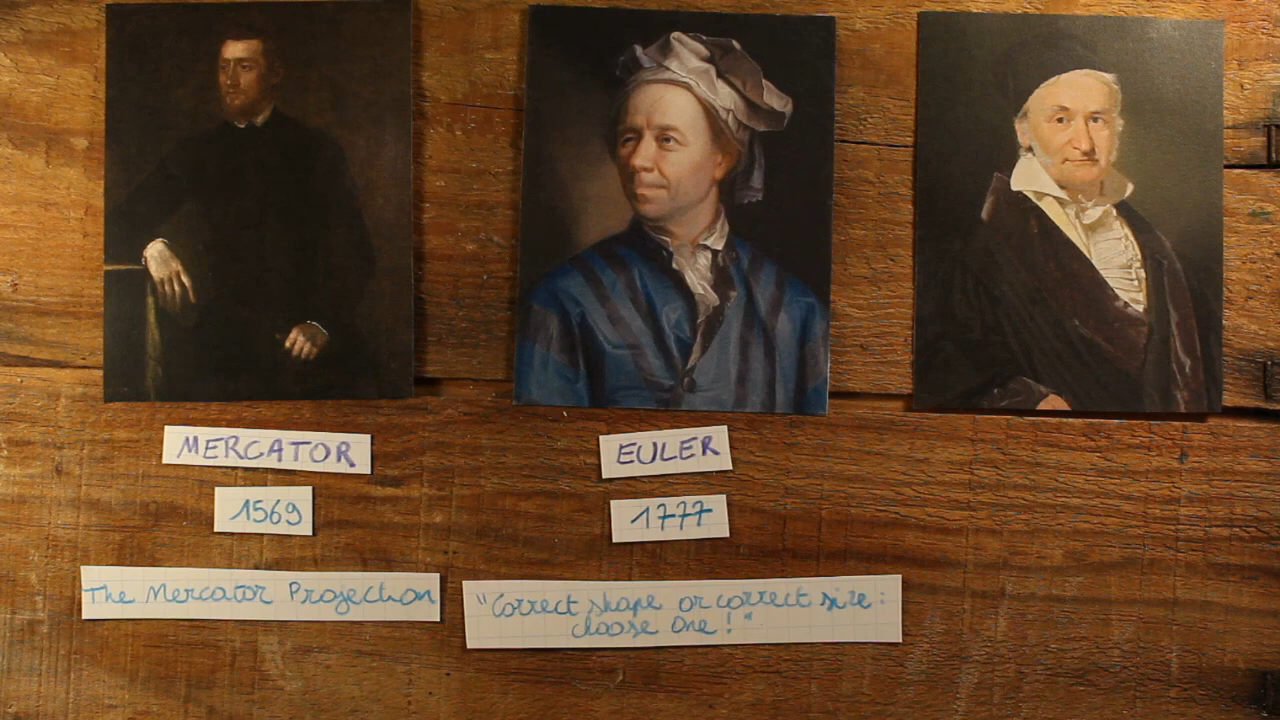 MERCATOR
1569
The Mercator Projection
EULER
1777
"Correct shape or correct size:
choose one!"